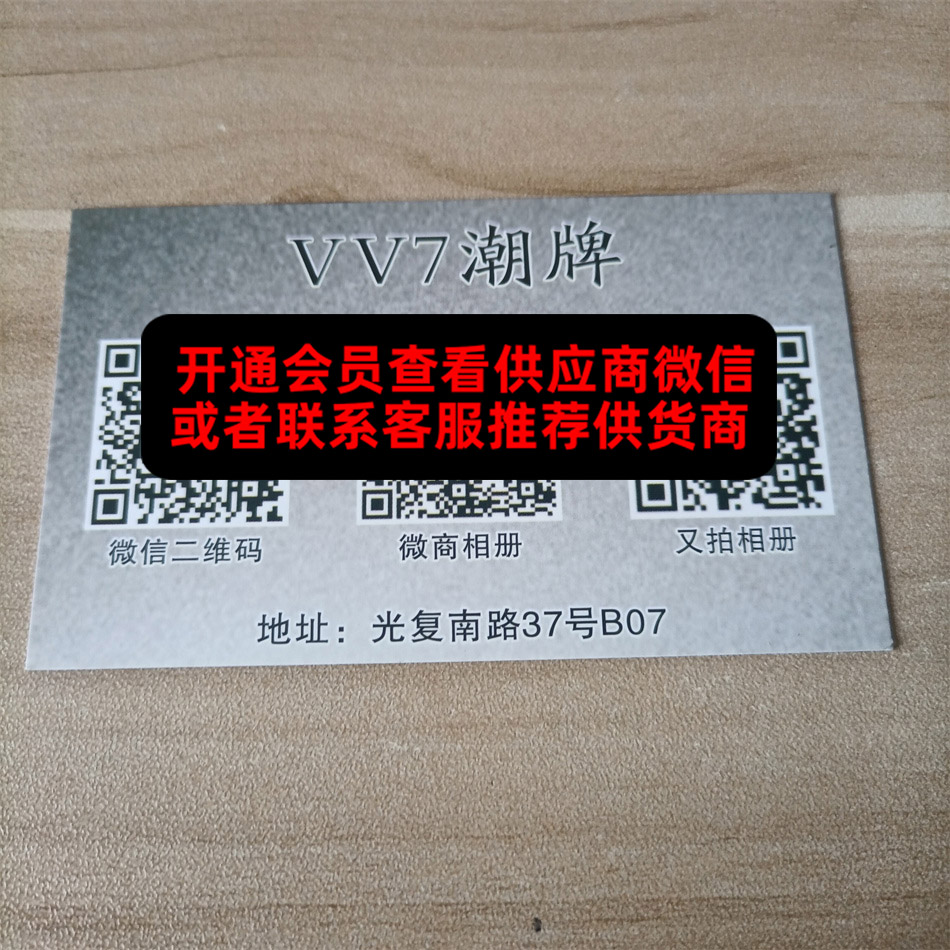 VV7潮牌
开通会员查看供应商微信
或者联系客服推荐供货商
微信二维码
微商相册
又拍相册
地址：光复南路37号B07